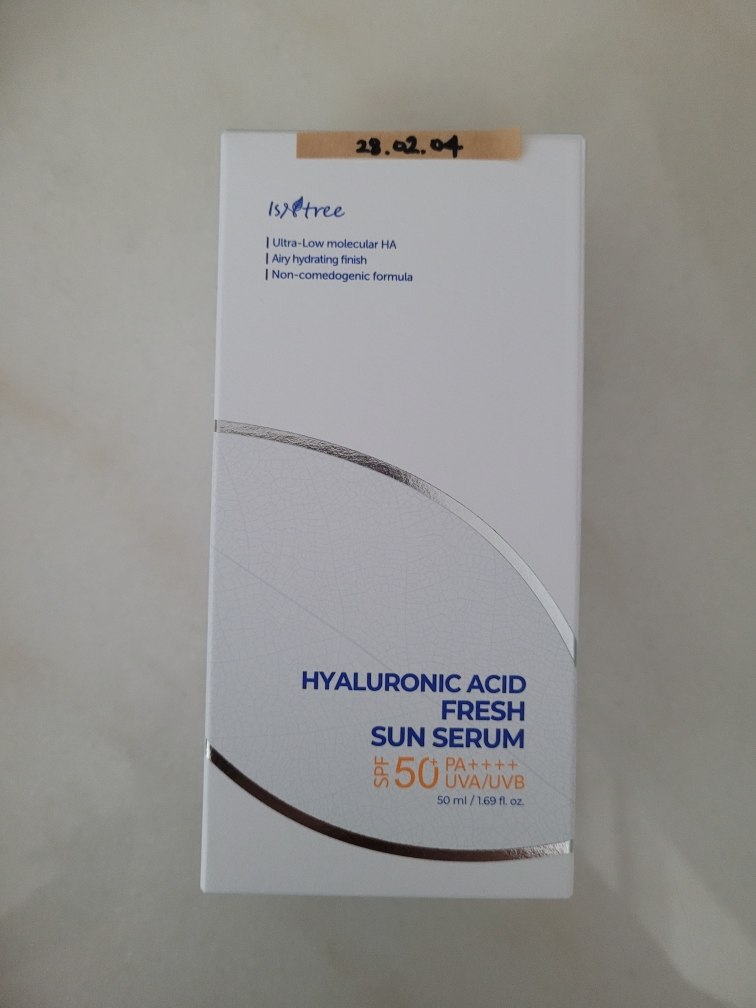 28.02.04
Isntree
Ultra-Low molecular HA
Airy hydrating finish
Non-comedogenic formula
HYALURONIC ACID
FRESH
SUN SERUM
SPF 50+ PA++++
UVA/UVB
50 ml / 1.69 fl. oz.